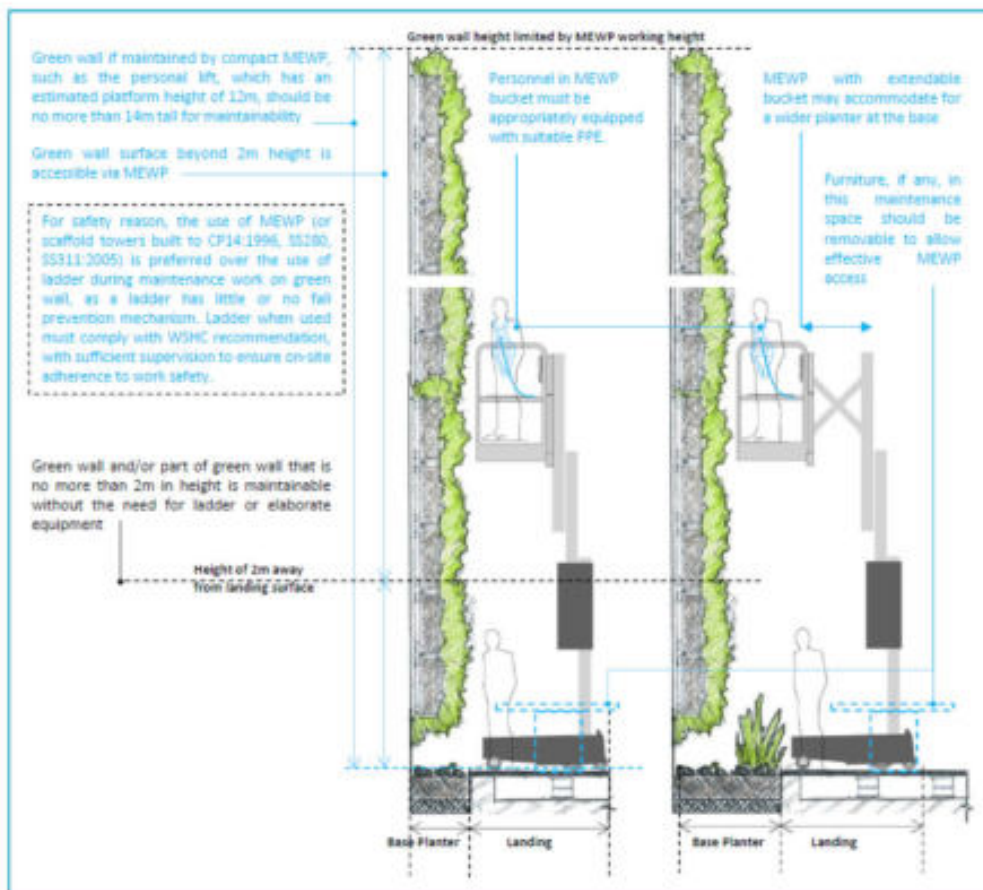 Green wall height limited by MEWP working height
Green wall if maintained by compact MEWP,
such as the personal lift, which has an
estimated platform height of 12m, should be
no more than 14m tall for maintainability
Green wall surface beyond 2m height is
accessible via MEWP
For safety reason, the use of MEWP (or
scaffold towers built to CP14:1996, SS280,
SS311:2005) is preferred over the use of
ladder during maintenance work on green
wall, as a ladder has little or no fall
prevention mechanism. Ladder when used
must comply with WSHC recommendation,
with sufficient supervision to ensure on-site
adherence to work safety.
Green wall and/or part of green wall that is
no more than 2m in height is maintainable
without the need for ladder or elaborate
equipment
Height of 2m away
from landing surface
Personnel in MEWP
bucket must be
appropriately equipped
with suitable PPE.
MEWP with extendable
bucket may accommodate for
a wider planter at the base
Furniture, if any, in
this maintenance
space should be
removable to allow
effective MEWP
access
Base Planter
Landing
Base Planter
Landing